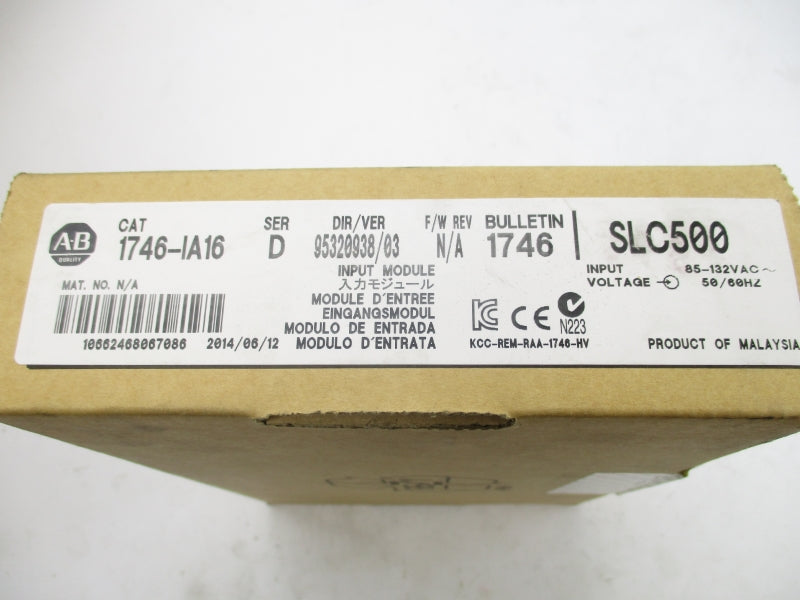 A-B
QUALITY
CAT
1746-IA16
SER
D
DIR/VER
95320938/03
F/W REV
N/A
BULLETIN
1746
SLC500
MAT. NO. N/A
10662468067086 2014/06/12
INPUT MODULE
入力モジュール
MODULE D'ENTREE
EINGANGSMODUL
MODULO DE ENTRADA
MODULO D'ENTRATA
CE
N223
KCC-REM-RAA-1746-HV
INPUT VOLTAGE
85-132VAC~
50/60HZ
PRODUCT OF MALAYSIA